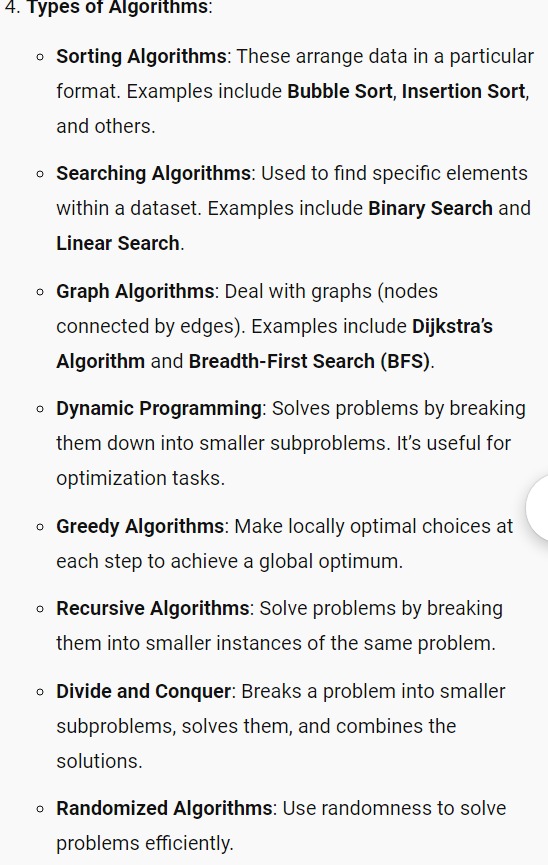 4. Types of Algorithms:
○ Sorting Algorithms: These arrange data in a particular
format. Examples include Bubble Sort, Insertion Sort,
and others.
○ Searching Algorithms: Used to find specific elements
within a dataset. Examples include Binary Search and
Linear Search.
○ Graph Algorithms: Deal with graphs (nodes
connected by edges). Examples include Dijkstra’s
Algorithm and Breadth-First Search (BFS).
○ Dynamic Programming: Solves problems by breaking
them down into smaller subproblems. It’s useful for
optimization tasks.
○ Greedy Algorithms: Make locally optimal choices at
each step to achieve a global optimum.
○ Recursive Algorithms: Solve problems by breaking
them into smaller instances of the same problem.
○ Divide and Conquer: Breaks a problem into smaller
subproblems, solves them, and combines the
solutions.
○ Randomized Algorithms: Use randomness to solve
problems efficiently.